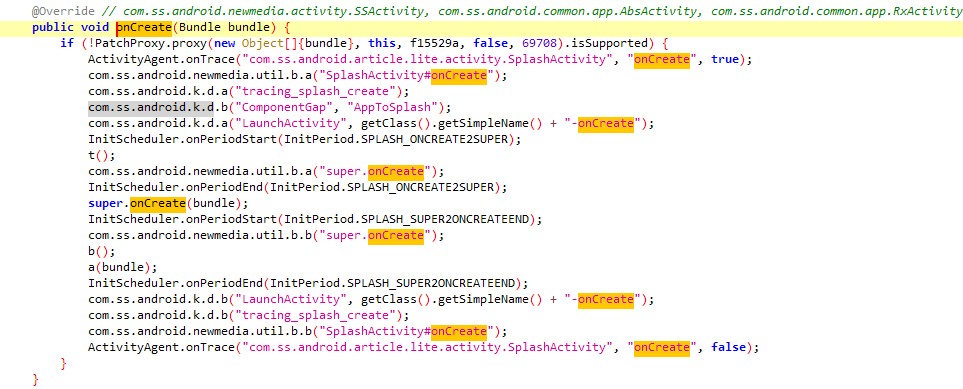 @Override // com.ss.android.newmedia.activity.SSActivity, com.ss.android.common.app.AbsActivity, com.ss.android.common.app.RxActivity
public void onCreate(Bundle bundle) {
if (!PatchProxy.proxy(new Object[]{bundle}, this, f15529a, false, 69708).isSupported) {
ActivityAgent.onTrace("com.ss.android.article.lite.activity.SplashActivity", "onCreate", true);
com.ss.android.newmedia.util.b.a("SplashActivity#onCreate");
com.ss.android.k.d.a("tracing_splash_create");
com.ss.android.k.d.b("ComponentGap", "AppToSplash");
com.ss.android.k.d.a("LaunchActivity", getClass().getSimpleName() + "-onCreate");
InitScheduler.onPeriodStart(InitPeriod.SPLASH_ONCREATE2SUPER);
t();
com.ss.android.newmedia.util.b.a("super.onCreate");
InitScheduler.onPeriodEnd(InitPeriod.SPLASH_ONCREATE2SUPER);
super.onCreate(bundle);
InitScheduler.onPeriodStart(InitPeriod.SPLASH_SUPER2ONCREATEEND);
com.ss.android.newmedia.util.b.b("super.onCreate");
b();
a(bundle);
InitScheduler.onPeriodEnd(InitPeriod.SPLASH_SUPER2ONCREATEEND);
com.ss.android.k.d.b("LaunchActivity", getClass().getSimpleName() + "-onCreate");
com.ss.android.k.d.b("tracing_splash_create");
com.ss.android.newmedia.util.b.b("SplashActivity#onCreate");
ActivityAgent.onTrace("com.ss.android.article.lite.activity.SplashActivity", "onCreate", false);
}
}